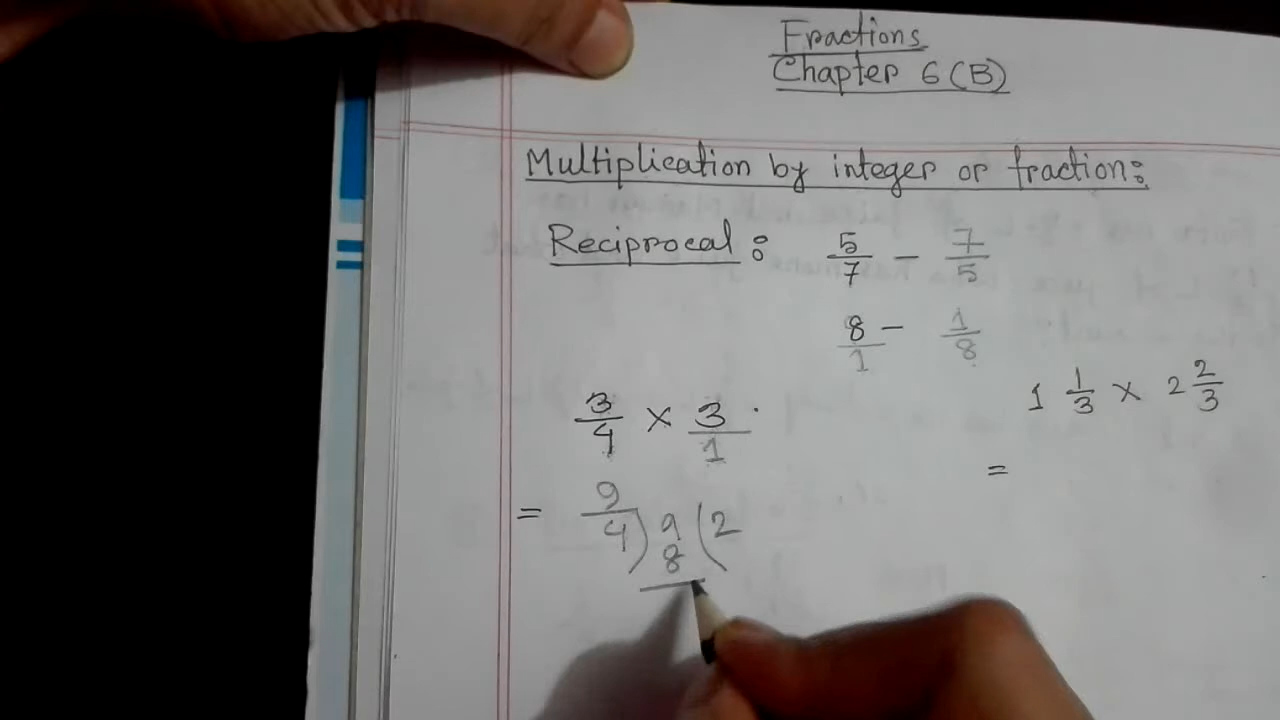 Fractions
Chapter 6 (B)
Multiplication by integer or fraction:
Reciprocal : 5/7 - 7/5
8/1 - 1/8
3/4 × 3/1 .
1 1/3 × 2 2/3
=
= 9/4 ) 9 ( 2
8